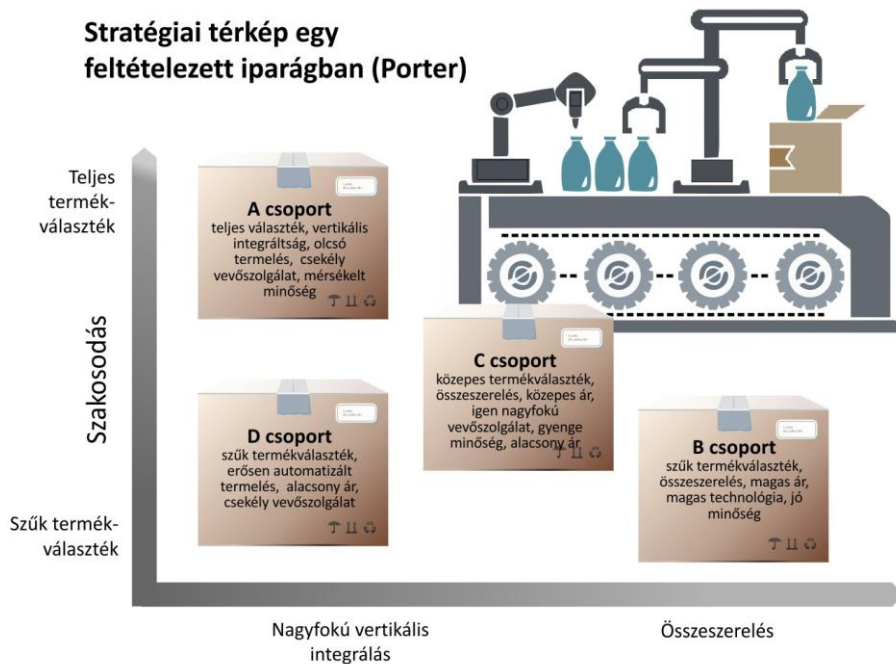 Stratégiai térkép egy
feltételezett iparágban (Porter)
Teljes
termék-
választék
Szakosodás
Szűk termék-
választék
A csoport
teljes választék, vertikális
integráltság, olcsó
termelés, csekély
vevőszolgálat, mérsékelt
minőség
C csoport
közepes termékválaszték,
összeszerelés, közepes ár,
igen nagyfokú
vevőszolgálat, gyenge
minőség, alacsony ár
D csoport
szűk termékválaszték,
erősen automatizált
termelés, alacsony ár,
csekély vevőszolgálat
B csoport
szűk termékválaszték,
összeszerelés, magas ár,
magas technológia, jó
minőség
Nagyfokú vertikális
integrálás
Összeszerelés